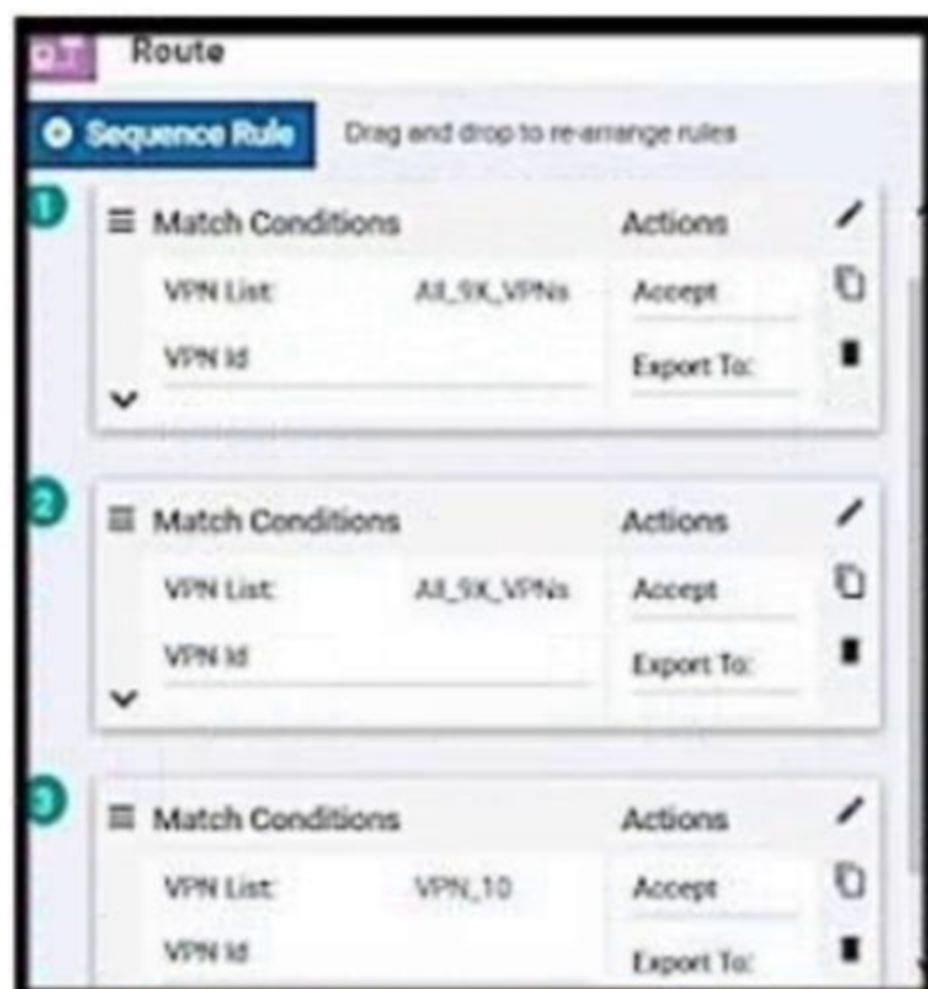 Route
Sequence Rule Drag and drop to re-arrange rules
1
Match Conditions Actions
VPN List: All_9X_VPNs Accept
VPN Id Export To:
2
Match Conditions Actions
VPN List: All_9X_VPNs Accept
VPN Id Export To:
3
Match Conditions Actions
VPN List: VPN_10 Accept
VPN Id Export To: